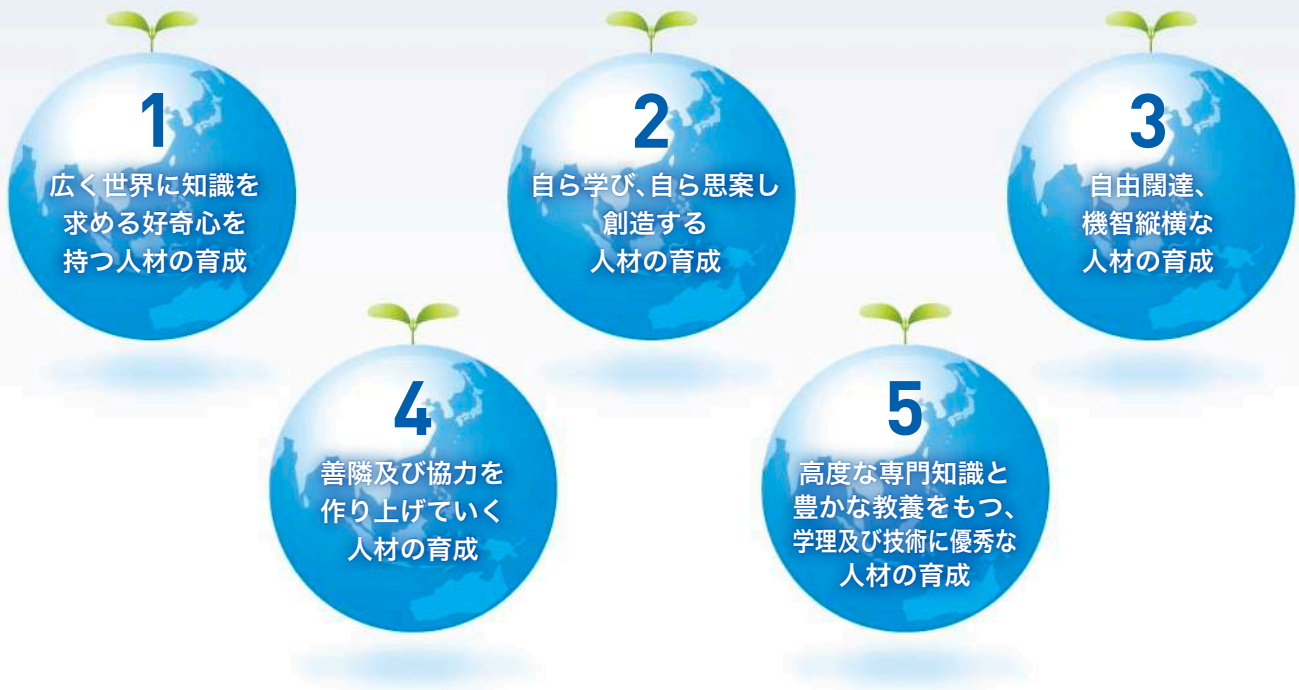 1
広く世界に知識を
求める好奇心を
持つ人材の育成
2
自ら学び、自ら思案し
創造する
人材の育成
3
自由闊達、
機智縦横な
人材の育成
4
善隣及び協力を
作り上げていく
人材の育成
5
高度な専門知識と
豊かな教養をもつ、
学理及び技術に優秀な
人材の育成